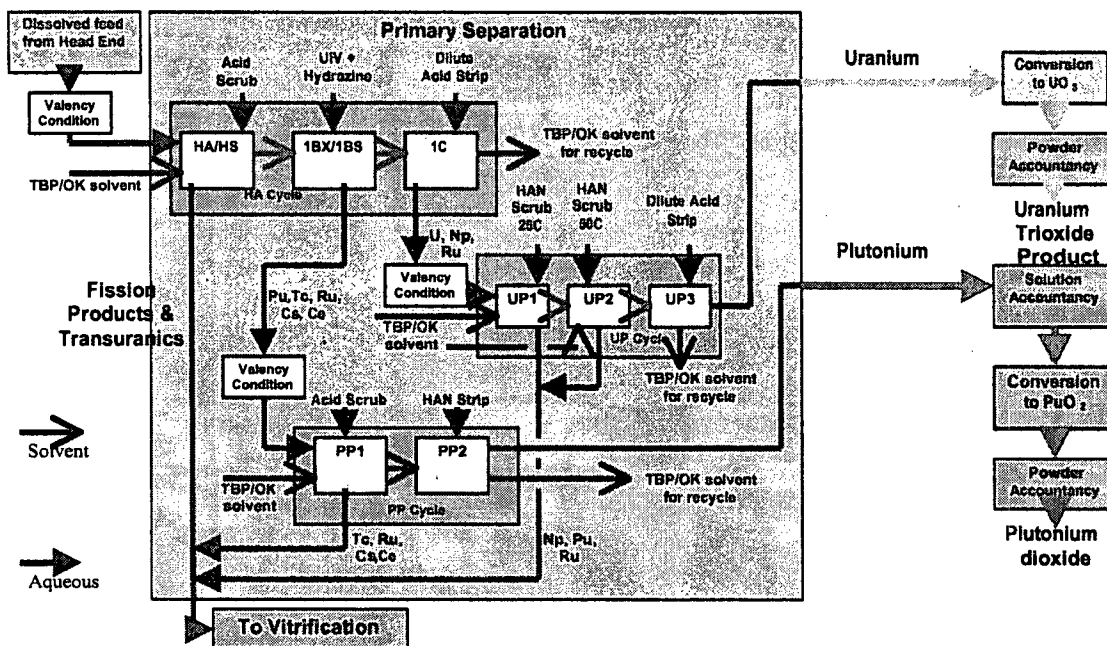 Dissolved feed
from Head End
Valency
Condition
TBP/OK solvent
Primary Separation
Acid
Scrub
UIV +
Hydrazine
Dilute
Acid Strip
HA/HS
1BX/1BS
1C
HA Cycle
TBP/OK solvent
for recycle
U, Np,
Ru
Valency
Condition
HAN
Scrub
25C
HAN
Scrub
60C
Dilute Acid
Strip
UP1
UP2
UP3
UP Cycl
TBP/OK
solvent
TBP/OK solvent
for recycle
Fission
Products &
Transuranics
Pu,Tc, Ru,
Cs, Ce
Valency
Condition
Acid Scrub
HAN Strip
PP1
PP2
PP Cycle
TBP/OK
solvent
TBP/OK solvent
for recycle
Tc, Ru,
Cs,Ce
Np, Pu,
Ru
To Vitrification
Solvent
Aqueous
Uranium
Conversion
to UO3
Powder
Accountancy
Uranium
Trioxide
Product
Plutonium
Solution
Accountancy
Conversion
to PuO2
Powder
Accountancy
Plutonium
dioxide